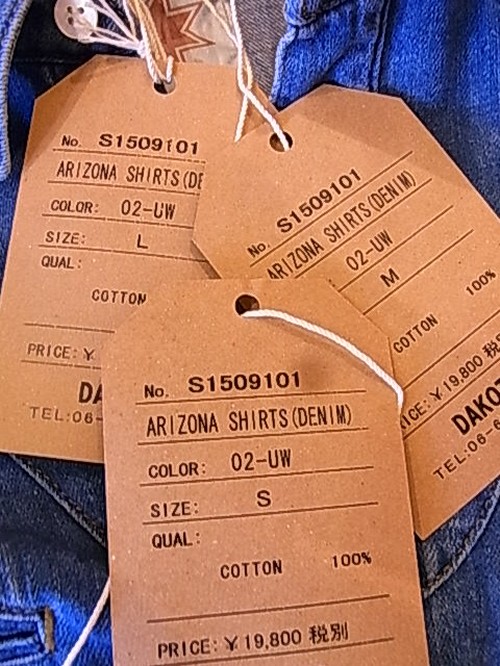 No. S1509101
ARIZONA SHIRTS(DE
COLOR: 02-UW
SIZE: L
QUAL:
COTTON
PRICE: ¥
DA
TEL:06-
No. S1509101
ARIZONA SHIRTS(DENIM)
02-UW
M
COTTON 100%
ICE: ¥19,800 税別
DAKO
TEL:06-6
No. S1509101
ARIZONA SHIRTS(DENIM)
COLOR: 02-UW
SIZE: S
QUAL:
COTTON 100%
PRICE: ¥19,800 税別